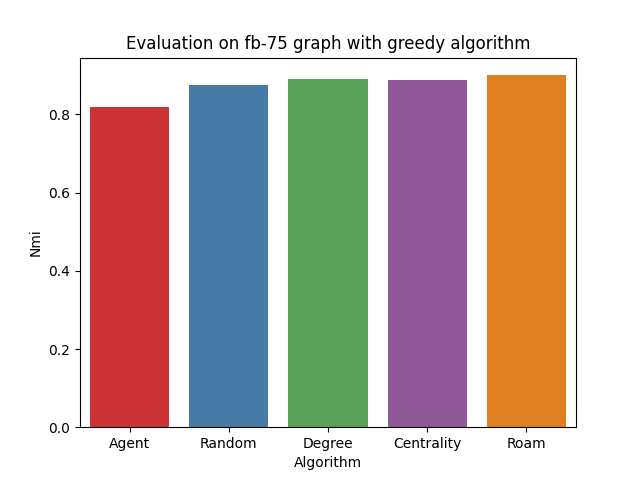 Evaluation on fb-75 graph with greedy algorithm
Nmi
0.8
0.6
0.4
0.2
0.0
Agent Random Degree Centrality Roam
Algorithm